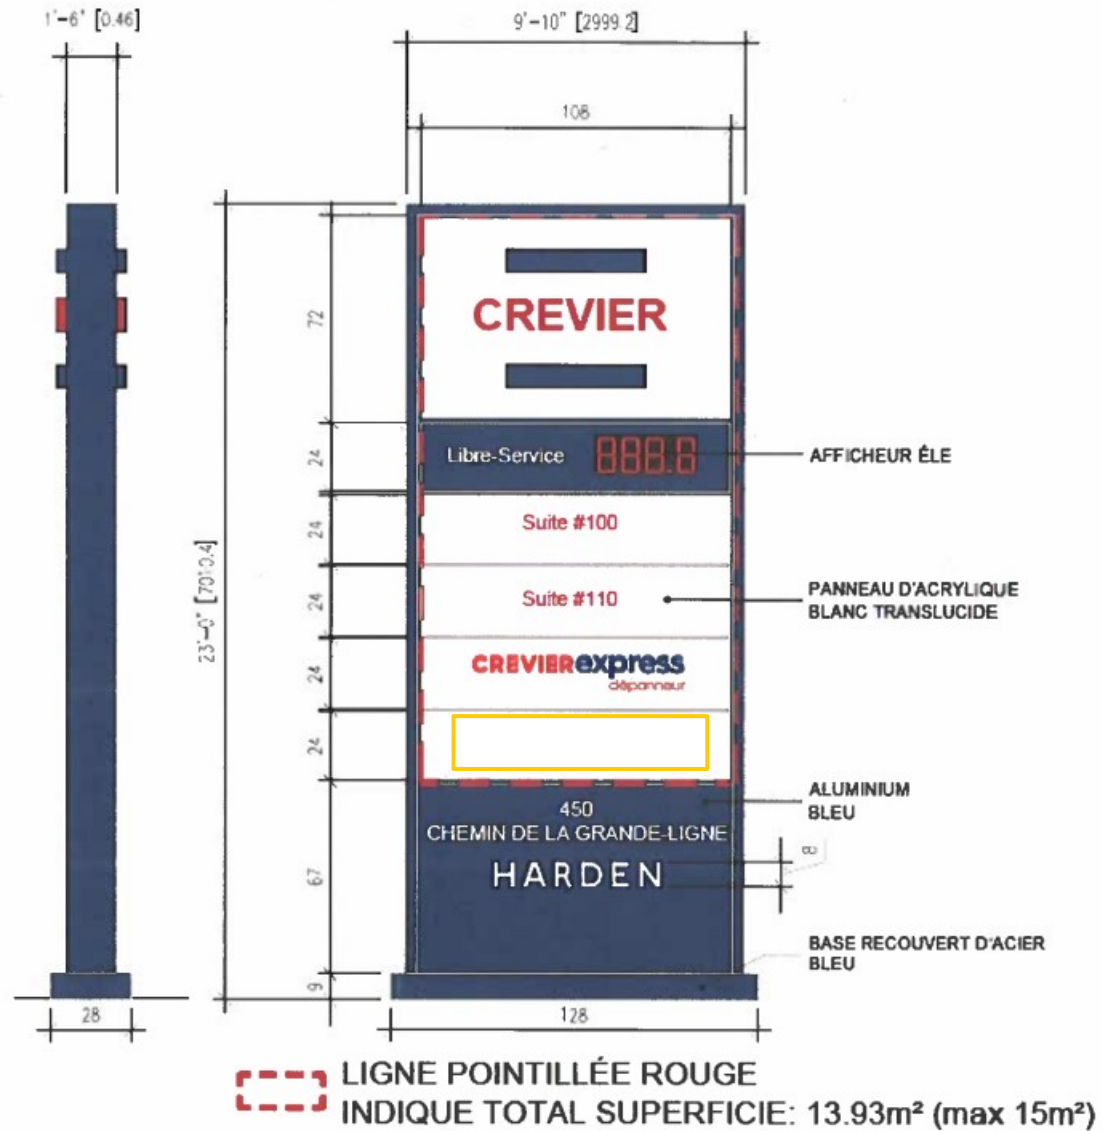 1'-6" [0.46]
9'-10" [2999.2]
108
72
Libre-Service 888.8
AFFICHEUR ÉLE
24
Suite #100
24
23'-0" [7010.4]
Suite #110
24
PANNEAU D'ACRYLIQUE
BLANC TRANSLUCIDE
CREVIER
CREVIERexpress
dépanneur
24
24
ALUMINIUM
BLEU
450
CHEMIN DE LA GRANDE-LIGNE
HARDEN
8
67
BASE RECOUVERT D'ACIER
BLEU
9
28
128
LIGNE POINTILLÉE ROUGE
INDIQUE TOTAL SUPERFICIE: 13.93m² (max 15m²)